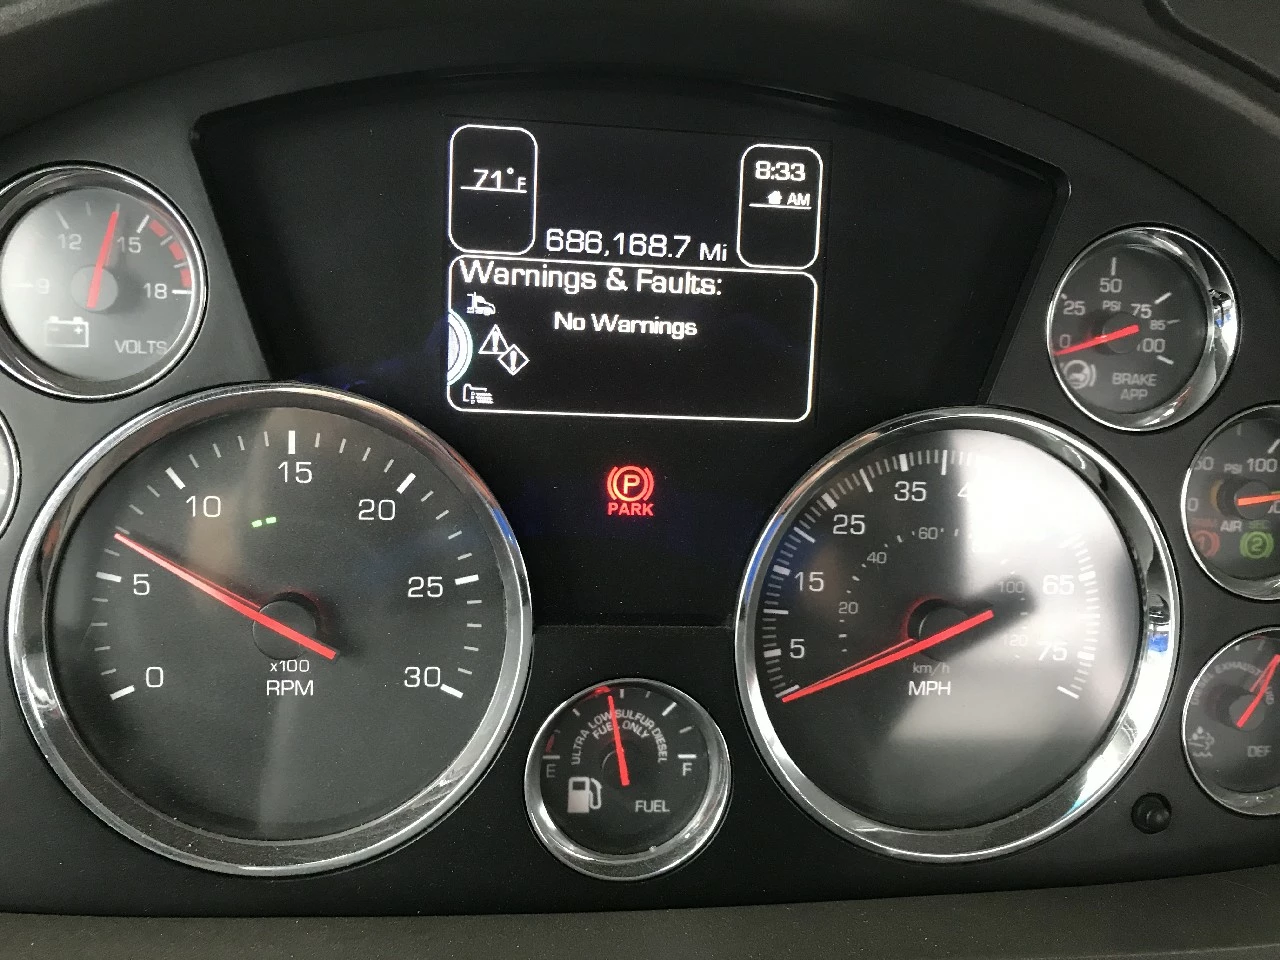 71°F
8:33
AM
686,168.7 Mi
Warnings & Faults:
No Warnings
12
15
9
18
VOLTS
50
25
PSI
75
85
0
100
BRAKE
APP
15
10
20
5
25
0
30
x100
RPM
P
PARK
35
25
60
40
15
100
65
20
120
5
75
km/h
MPH
ULTRA LOW SULFUR DIESEL
FUEL ONLY
E
F
FUEL
PSI
100
0
AIR
2
DEF